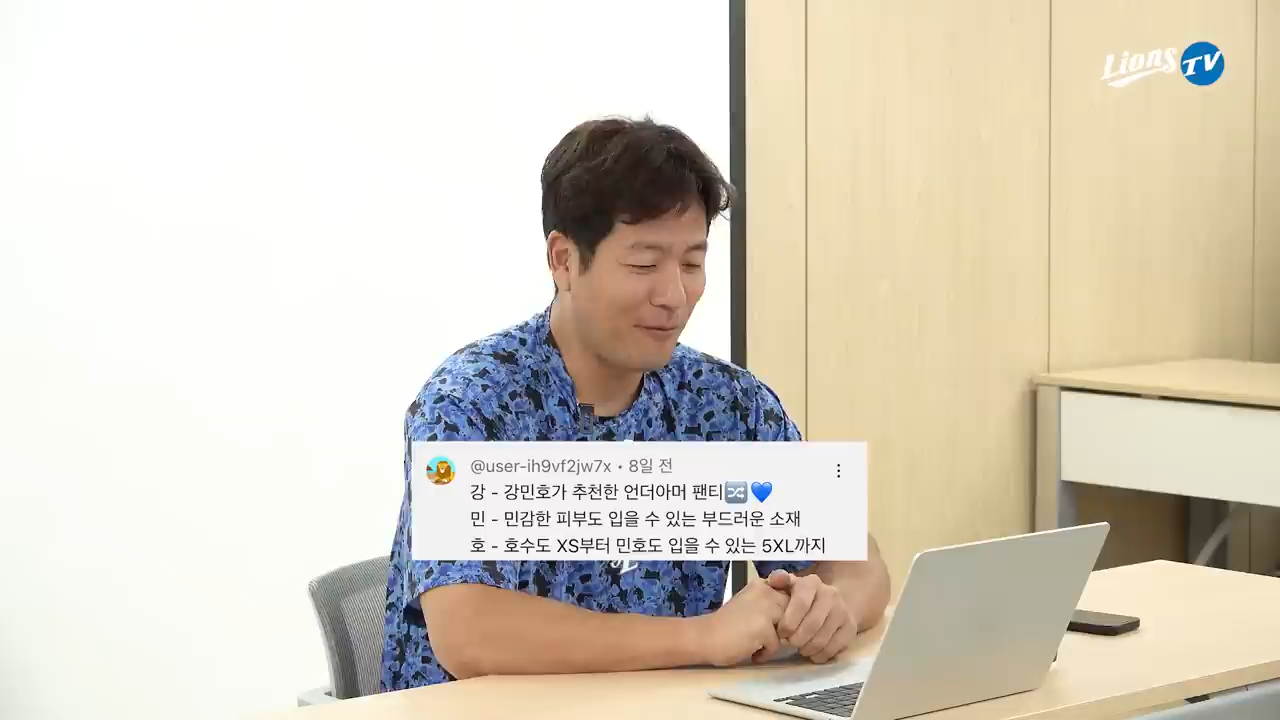 Lions TV
@user-ih9vf2jw7x • 8일 전
강 - 강민호가 추천한 언더아머 팬티🔀💙
민 - 민감한 피부도 입을 수 있는 부드러운 소재
호 - 호수도 XS부터 민호도 입을 수 있는 5XL까지